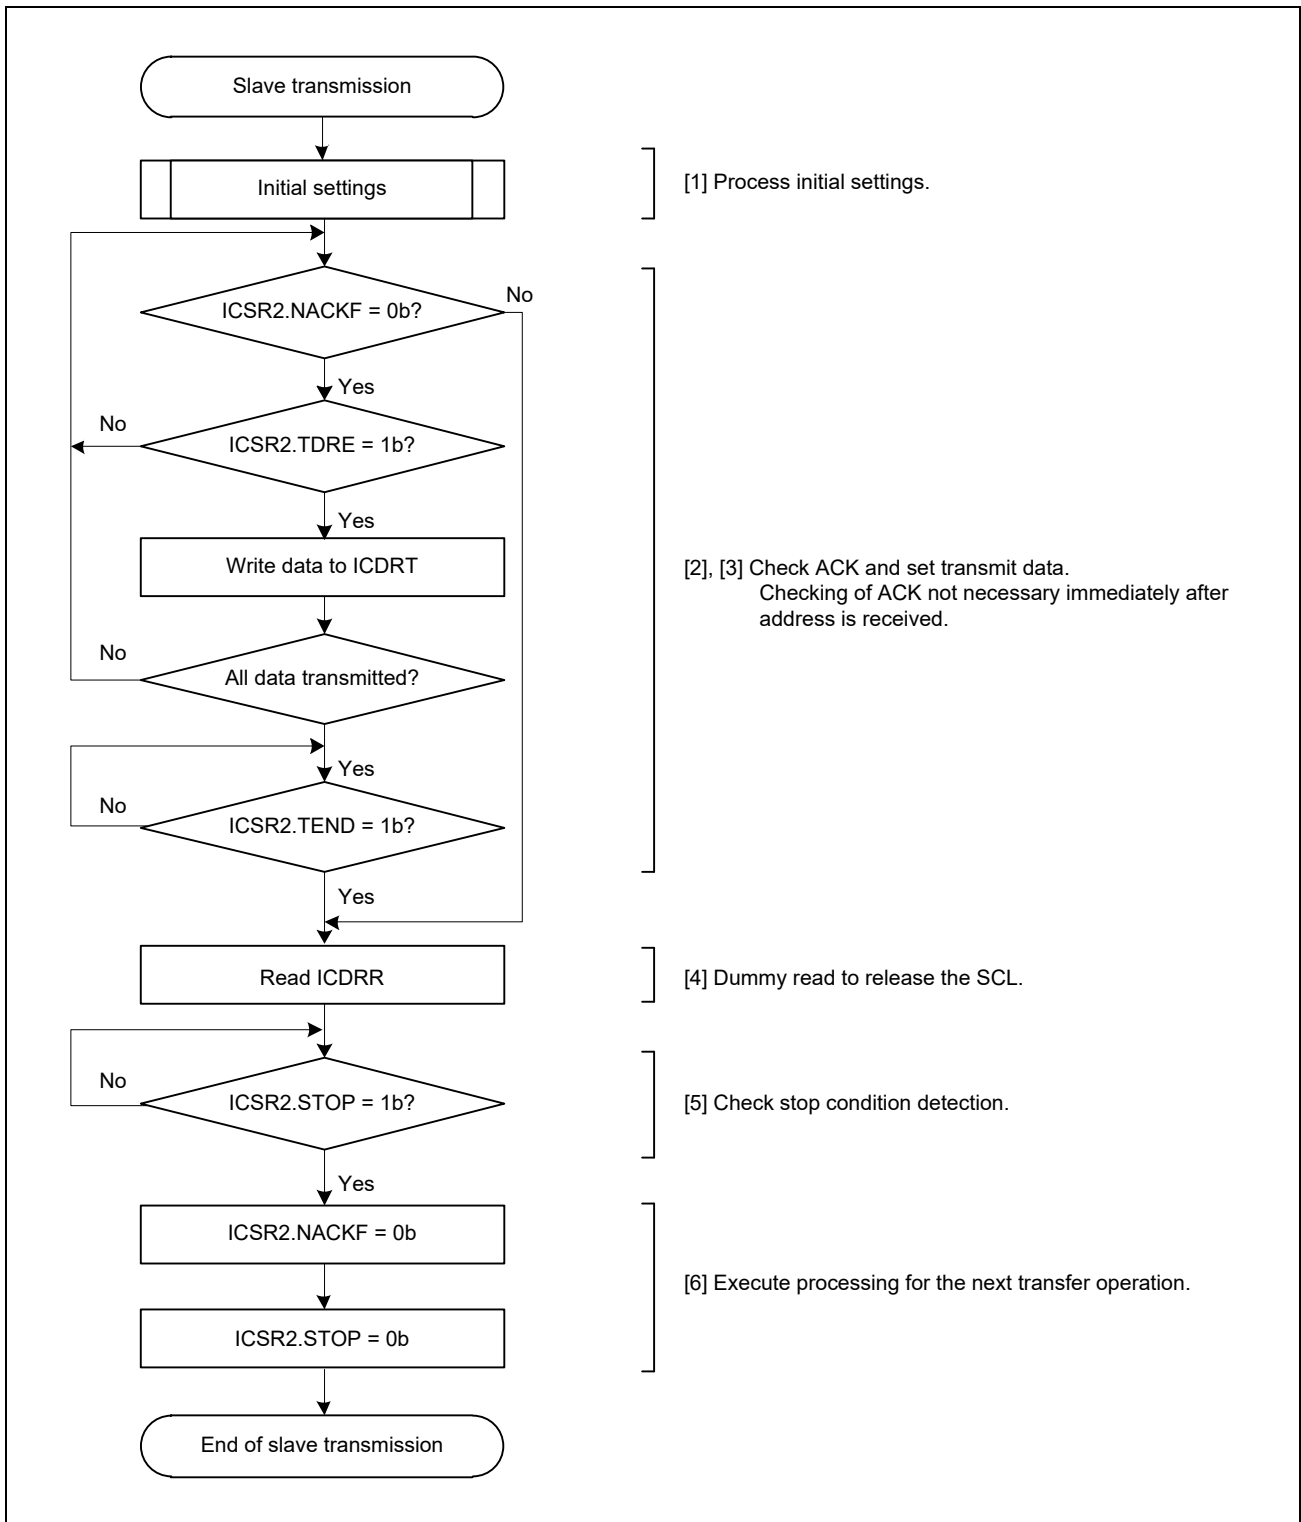 Slave transmission
Initial settings
[1] Process initial settings.
ICSR2.NACKF = 0b?
No
Yes
No
ICSR2.TDRE = 1b?
Yes
Write data to ICDRT
[2], [3] Check ACK and set transmit data.
Checking of ACK not necessary immediately after
address is received.
No
All data transmitted?
Yes
No
ICSR2.TEND = 1b?
Yes
Read ICDRR
[4] Dummy read to release the SCL.
No
ICSR2.STOP = 1b?
[5] Check stop condition detection.
Yes
ICSR2.NACKF = 0b
[6] Execute processing for the next transfer operation.
ICSR2.STOP = 0b
End of slave transmission